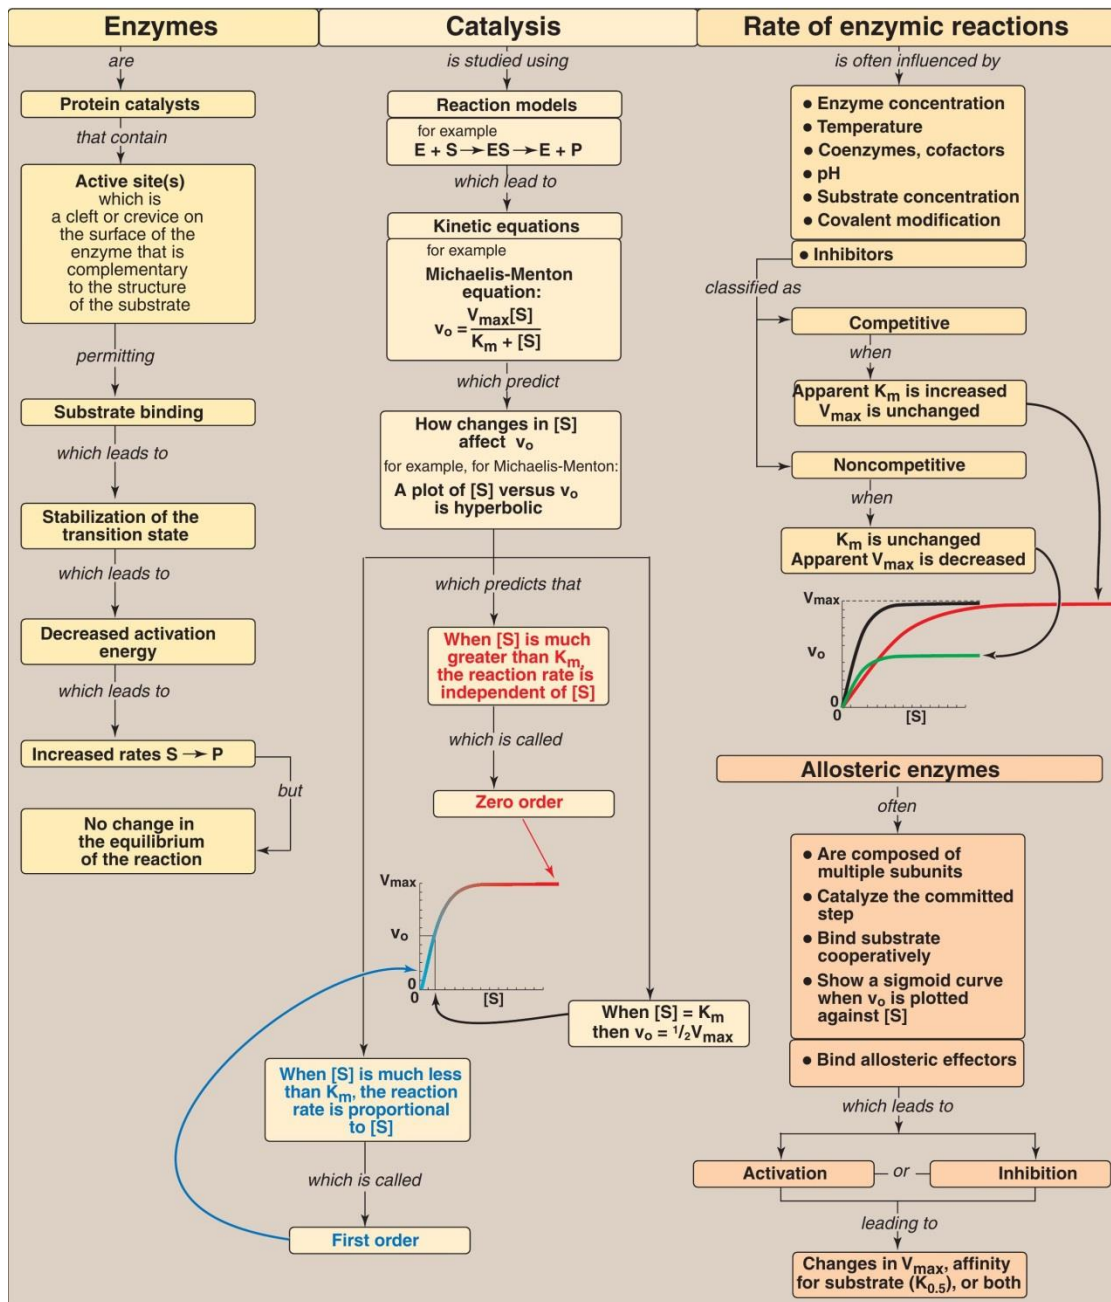 Enzymes
are
Protein catalysts
that contain
Active site(s)
which is
a cleft or crevice on
the surface of the
enzyme that is
complementary
to the structure
of the substrate
permitting
Substrate binding
which leads to
Stabilization of the
transition state
which leads to
Decreased activation
energy
which leads to
Increased rates S → P
but
No change in
the equilibrium
of the reaction
Catalysis
is studied using
Reaction models
for example
E + S → ES → E + P
which lead to
Kinetic equations
for example
Michaelis-Menton
equation:
v₀ = Vmax[S] / Km + [S]
which predict
How changes in [S]
affect v₀
for example, for Michaelis-Menton:
A plot of [S] versus v₀
is hyperbolic
which predicts that
When [S] is much
greater than Km,
the reaction rate is
independent of [S]
which is called
Zero order
Vmax
v₀
0
0
[S]
When [S] = Km
then v₀ = 1/2Vmax
When [S] is much less
than Km, the reaction
rate is proportional
to [S]
which is called
First order
Rate of enzymic reactions
is often influenced by
• Enzyme concentration
• Temperature
• Coenzymes, cofactors
• pH
• Substrate concentration
• Covalent modification
• Inhibitors
classified as
Competitive
when
Apparent Km is increased
Vmax is unchanged
Noncompetitive
when
Km is unchanged
Apparent Vmax is decreased
Vmax
v₀
0
0
[S]
Allosteric enzymes
often
• Are composed of
multiple subunits
• Catalyze the committed
step
• Bind substrate
cooperatively
• Show a sigmoid curve
when v₀ is plotted
against [S]
• Bind allosteric effectors
which leads to
Activation
or
Inhibition
leading to
Changes in Vmax, affinity
for substrate (K0.5), or both